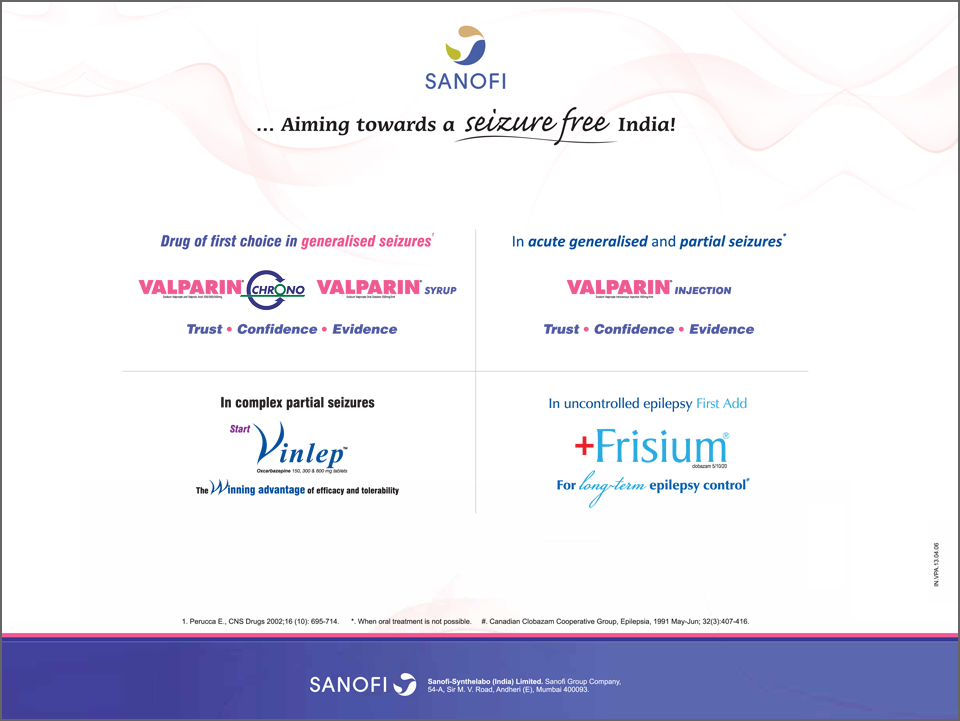 SANOFI
... Aiming towards a seizure free India!
Drug of first choice in generalised seizures¹
VALPARIN® CHRONO VALPARIN® SYRUP
Trust • Confidence • Evidence
In acute generalised and partial seizures*
VALPARIN® INJECTION
Trust • Confidence • Evidence
In complex partial seizures
Start
Vinlep™
Oxcarbazepine 150, 300 & 600 mg tablets
The Winning advantage of efficacy and tolerability
In uncontrolled epilepsy First Add
+Frisium®
clobazam 5/10/20
For long-term epilepsy control#
IN.VPA.13.04.06
1. Perucca E., CNS Drugs 2002;16 (10): 695-714. *. When oral treatment is not possible. #. Canadian Clobazam Cooperative Group, Epilepsia, 1991 May-Jun; 32(3):407-416.
SANOFI
Sanofi-Synthelabo (India) Limited. Sanofi Group Company,
54-A, Sir M. V. Road, Andheri (E), Mumbai 400093.